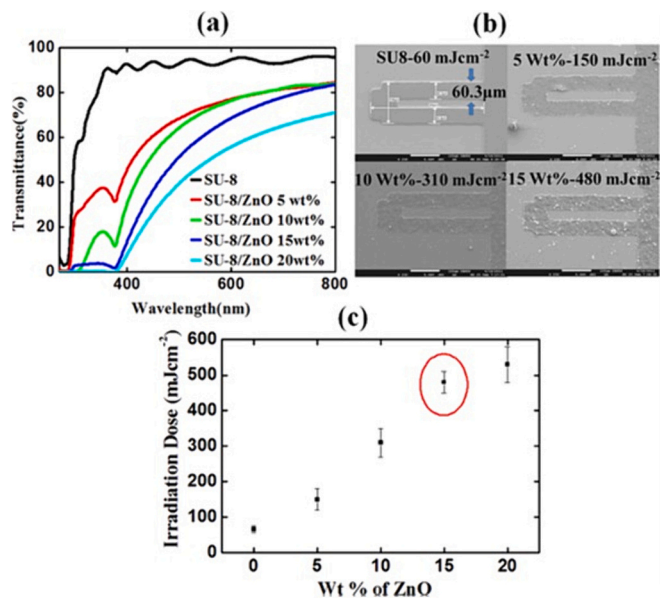 (a)
100
80
60
40
20
0
Transmittance(%)
SU-8
SU-8/ZnO 5 wt%
SU-8/ZnO 10wt%
SU-8/ZnO 15wt%
SU-8/ZnO 20wt%
400 600 800
Wavelength(nm)
(b)
SU8-60 mJcm-2
60.3µm
5 Wt%-150 mJcm-2
10 Wt%-310 mJcm-2
15 Wt%-480 mJcm-2
(c)
600
500
400
300
200
100
0
Irradiation Dose (mJcm-2)
0 5 10 15 20
Wt % of ZnO